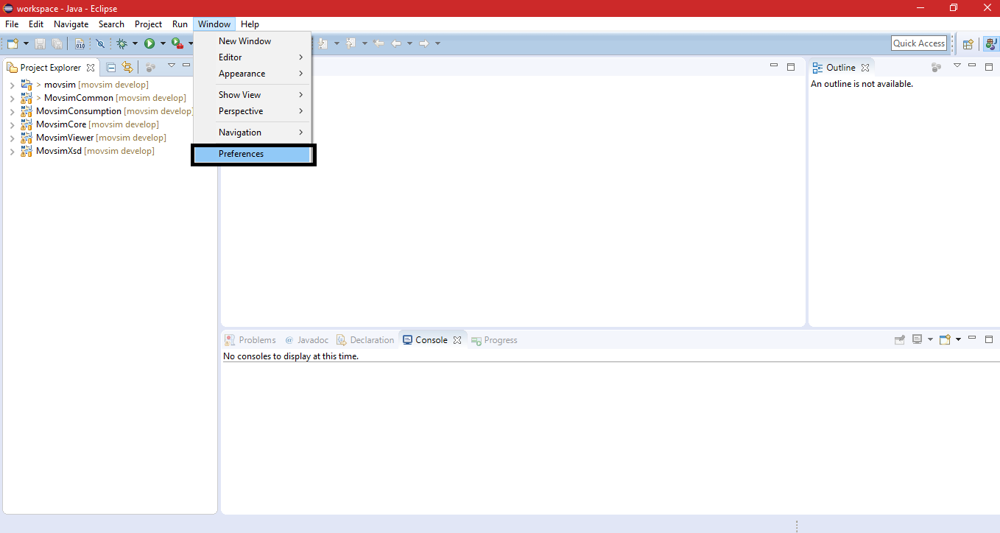 workspace - Java - Eclipse
File Edit Navigate Search Project Run Window Help
Quick Access
New Window
Editor
Appearance
Show View
Perspective
Navigation
Preferences
Project Explorer
> movsim [movsim develop]
> MovsimCommon [movsim develop]
MovsimConsumption [movsim develop]
MovsimCore [movsim develop]
MovsimViewer [movsim develop]
MovsimXsd [movsim develop]
Outline
An outline is not available.
Problems @ Javadoc Declaration Console Progress
No consoles to display at this time.